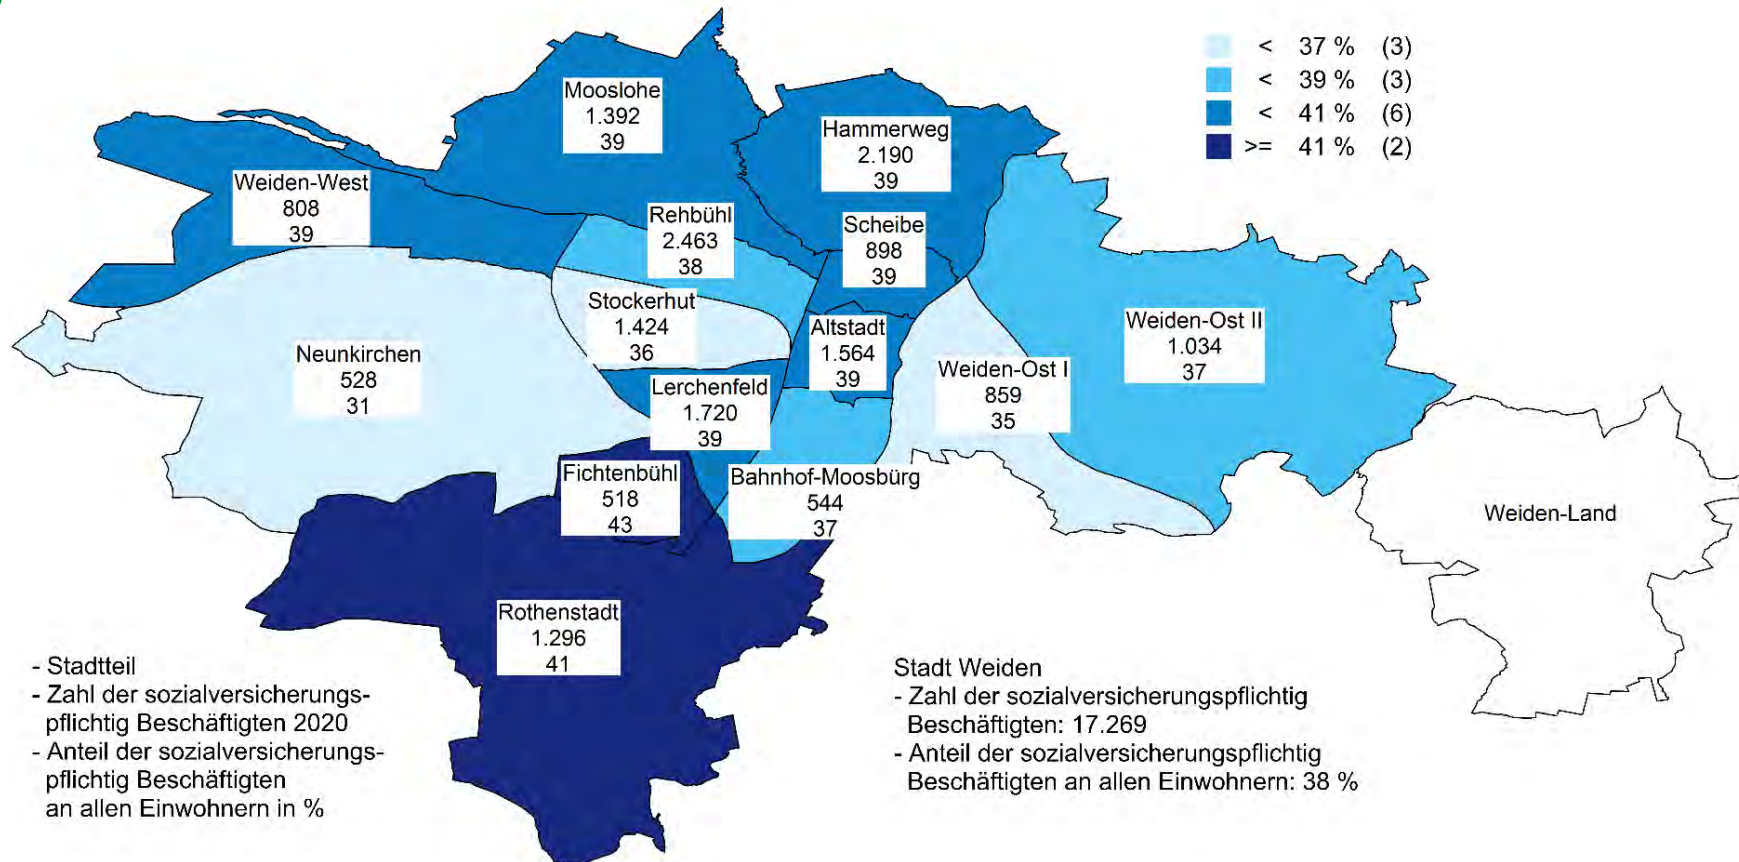 < 37 % (3)
< 39 % (3)
< 41 % (6)
>= 41 % (2)
Mooslohe
1.392
39
Hammerweg
2.190
39
Weiden-West
808
39
Rehbühl
2.463
38
Scheibe
898
39
Stockerhut
1.424
36
Altstadt
1.564
39
Weiden-Ost II
1.034
37
Neunkirchen
528
31
Weiden-Ost I
859
35
Lerchenfeld
1.720
39
Fichtenbühl
518
43
Bahnhof-Moosbürg
544
37
Weiden-Land
Rothenstadt
1.296
41
- Stadtteil
- Zahl der sozialversicherungs-
pflichtig Beschäftigten 2020
- Anteil der sozialversicherungs-
pflichtig Beschäftigten
an allen Einwohnern in %
Stadt Weiden
- Zahl der sozialversicherungspflichtig
Beschäftigten: 17.269
- Anteil der sozialversicherungspflichtig
Beschäftigten an allen Einwohnern: 38 %